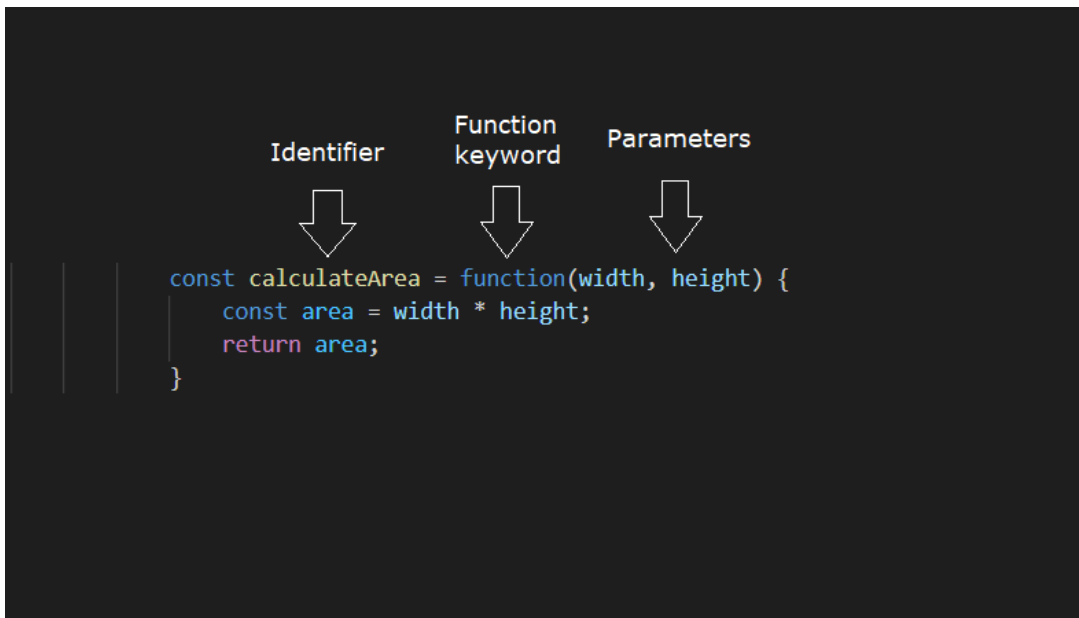 Identifier
Function
keyword
Parameters
const calculateArea = function(width, height) {
    const area = width * height;
    return area;
}